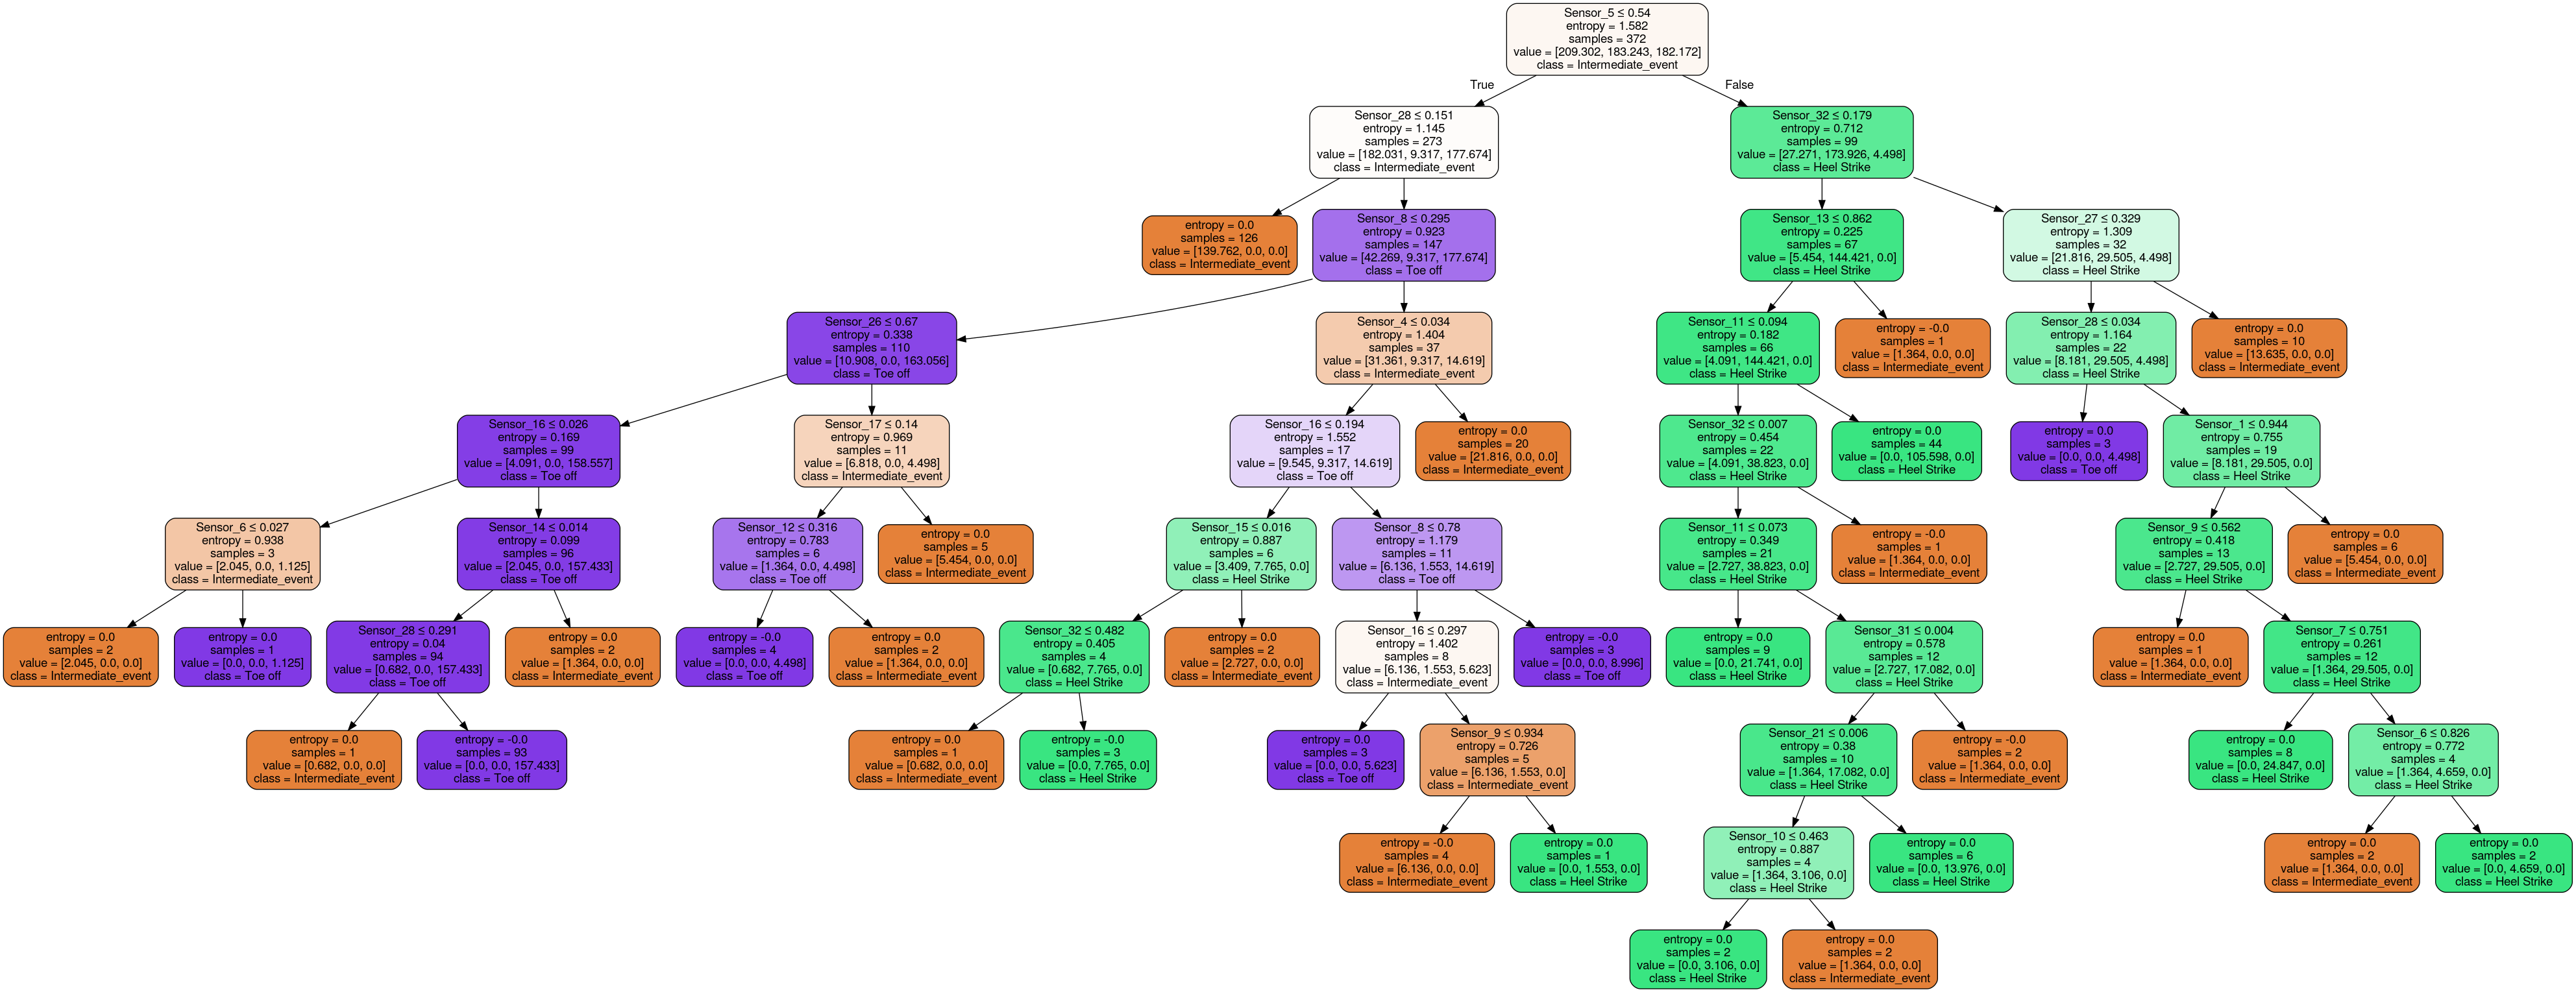 Sensor_5 ≤ 0.54
entropy = 1.582
samples = 372
value = [209.302, 183.243, 182.172]
class = Intermediate_event
True
False
Sensor_28 ≤ 0.151
entropy = 1.145
samples = 273
value = [182.031, 9.317, 177.674]
class = Intermediate_event
Sensor_32 ≤ 0.179
entropy = 0.712
samples = 99
value = [27.271, 173.926, 4.498]
class = Heel Strike
entropy = 0.0
samples = 126
value = [139.762, 0.0, 0.0]
class = Intermediate_event
Sensor_8 ≤ 0.295
entropy = 0.923
samples = 147
value = [42.269, 9.317, 177.674]
class = Toe off
Sensor_13 ≤ 0.862
entropy = 0.225
samples = 67
value = [5.454, 144.421, 0.0]
class = Heel Strike
Sensor_27 ≤ 0.329
entropy = 1.309
samples = 32
value = [21.816, 29.505, 4.498]
class = Heel Strike
Sensor_26 ≤ 0.67
entropy = 0.338
samples = 110
value = [10.908, 0.0, 163.056]
class = Toe off
Sensor_4 ≤ 0.034
entropy = 1.404
samples = 37
value = [31.361, 9.317, 14.619]
class = Intermediate_event
Sensor_11 ≤ 0.094
entropy = 0.182
samples = 66
value = [4.091, 144.421, 0.0]
class = Heel Strike
entropy = -0.0
samples = 1
value = [1.364, 0.0, 0.0]
class = Intermediate_event
Sensor_28 ≤ 0.034
entropy = 1.164
samples = 22
value = [8.181, 29.505, 4.498]
class = Heel Strike
entropy = 0.0
samples = 10
value = [13.635, 0.0, 0.0]
class = Intermediate_event
Sensor_16 ≤ 0.026
entropy = 0.169
samples = 99
value = [4.091, 0.0, 158.557]
class = Toe off
Sensor_17 ≤ 0.14
entropy = 0.969
samples = 11
value = [6.818, 0.0, 4.498]
class = Intermediate_event
Sensor_16 ≤ 0.194
entropy = 1.552
samples = 17
value = [9.545, 9.317, 14.619]
class = Toe off
entropy = 0.0
samples = 20
value = [21.816, 0.0, 0.0]
class = Intermediate_event
Sensor_32 ≤ 0.007
entropy = 0.454
samples = 22
value = [4.091, 38.823, 0.0]
class = Heel Strike
entropy = 0.0
samples = 44
value = [0.0, 105.598, 0.0]
class = Heel Strike
entropy = 0.0
samples = 3
value = [0.0, 0.0, 4.498]
class = Toe off
Sensor_1 ≤ 0.944
entropy = 0.755
samples = 19
value = [8.181, 29.505, 0.0]
class = Heel Strike
Sensor_6 ≤ 0.027
entropy = 0.938
samples = 3
value = [2.045, 0.0, 1.125]
class = Intermediate_event
Sensor_14 ≤ 0.014
entropy = 0.099
samples = 96
value = [2.045, 0.0, 157.433]
class = Toe off
Sensor_12 ≤ 0.316
entropy = 0.783
samples = 6
value = [1.364, 0.0, 4.498]
class = Toe off
entropy = 0.0
samples = 5
value = [5.454, 0.0, 0.0]
class = Intermediate_event
Sensor_15 ≤ 0.016
entropy = 0.887
samples = 6
value = [3.409, 7.765, 0.0]
class = Heel Strike
Sensor_8 ≤ 0.78
entropy = 1.179
samples = 11
value = [6.136, 1.553, 14.619]
class = Toe off
Sensor_11 ≤ 0.073
entropy = 0.349
samples = 21
value = [2.727, 38.823, 0.0]
class = Heel Strike
entropy = -0.0
samples = 1
value = [1.364, 0.0, 0.0]
class = Intermediate_event
Sensor_9 ≤ 0.562
entropy = 0.418
samples = 13
value = [2.727, 29.505, 0.0]
class = Heel Strike
entropy = 0.0
samples = 6
value = [5.454, 0.0, 0.0]
class = Intermediate_event
entropy = 0.0
samples = 2
value = [2.045, 0.0, 0.0]
class = Intermediate_event
entropy = 0.0
samples = 1
value = [0.0, 0.0, 1.125]
class = Toe off
Sensor_28 ≤ 0.291
entropy = 0.04
samples = 94
value = [0.682, 0.0, 157.433]
class = Toe off
entropy = 0.0
samples = 2
value = [1.364, 0.0, 0.0]
class = Intermediate_event
entropy = -0.0
samples = 4
value = [0.0, 0.0, 4.498]
class = Toe off
entropy = 0.0
samples = 2
value = [1.364, 0.0, 0.0]
class = Intermediate_event
Sensor_32 ≤ 0.482
entropy = 0.405
samples = 4
value = [0.682, 7.765, 0.0]
class = Heel Strike
entropy = 0.0
samples = 2
value = [2.727, 0.0, 0.0]
class = Intermediate_event
Sensor_16 ≤ 0.297
entropy = 1.402
samples = 8
value = [6.136, 1.553, 5.623]
class = Intermediate_event
entropy = -0.0
samples = 3
value = [0.0, 0.0, 8.996]
class = Toe off
entropy = 0.0
samples = 9
value = [0.0, 21.741, 0.0]
class = Heel Strike
Sensor_31 ≤ 0.004
entropy = 0.578
samples = 12
value = [2.727, 17.082, 0.0]
class = Heel Strike
entropy = 0.0
samples = 1
value = [1.364, 0.0, 0.0]
class = Intermediate_event
Sensor_7 ≤ 0.751
entropy = 0.261
samples = 12
value = [1.364, 29.505, 0.0]
class = Heel Strike
entropy = 0.0
samples = 1
value = [0.682, 0.0, 0.0]
class = Intermediate_event
entropy = -0.0
samples = 93
value = [0.0, 0.0, 157.433]
class = Toe off
entropy = 0.0
samples = 1
value = [0.682, 0.0, 0.0]
class = Intermediate_event
entropy = -0.0
samples = 3
value = [0.0, 7.765, 0.0]
class = Heel Strike
entropy = 0.0
samples = 3
value = [0.0, 0.0, 5.623]
class = Toe off
Sensor_9 ≤ 0.934
entropy = 0.726
samples = 5
value = [6.136, 1.553, 0.0]
class = Intermediate_event
Sensor_21 ≤ 0.006
entropy = 0.38
samples = 10
value = [1.364, 17.082, 0.0]
class = Heel Strike
entropy = -0.0
samples = 2
value = [1.364, 0.0, 0.0]
class = Intermediate_event
entropy = 0.0
samples = 8
value = [0.0, 24.847, 0.0]
class = Heel Strike
Sensor_6 ≤ 0.826
entropy = 0.772
samples = 4
value = [1.364, 4.659, 0.0]
class = Heel Strike
entropy = -0.0
samples = 4
value = [6.136, 0.0, 0.0]
class = Intermediate_event
entropy = 0.0
samples = 1
value = [0.0, 1.553, 0.0]
class = Heel Strike
Sensor_10 ≤ 0.463
entropy = 0.887
samples = 4
value = [1.364, 3.106, 0.0]
class = Heel Strike
entropy = 0.0
samples = 6
value = [0.0, 13.976, 0.0]
class = Heel Strike
entropy = 0.0
samples = 2
value = [1.364, 0.0, 0.0]
class = Intermediate_event
entropy = 0.0
samples = 2
value = [0.0, 4.659, 0.0]
class = Heel Strike
entropy = 0.0
samples = 2
value = [0.0, 3.106, 0.0]
class = Heel Strike
entropy = 0.0
samples = 2
value = [1.364, 0.0, 0.0]
class = Intermediate_event